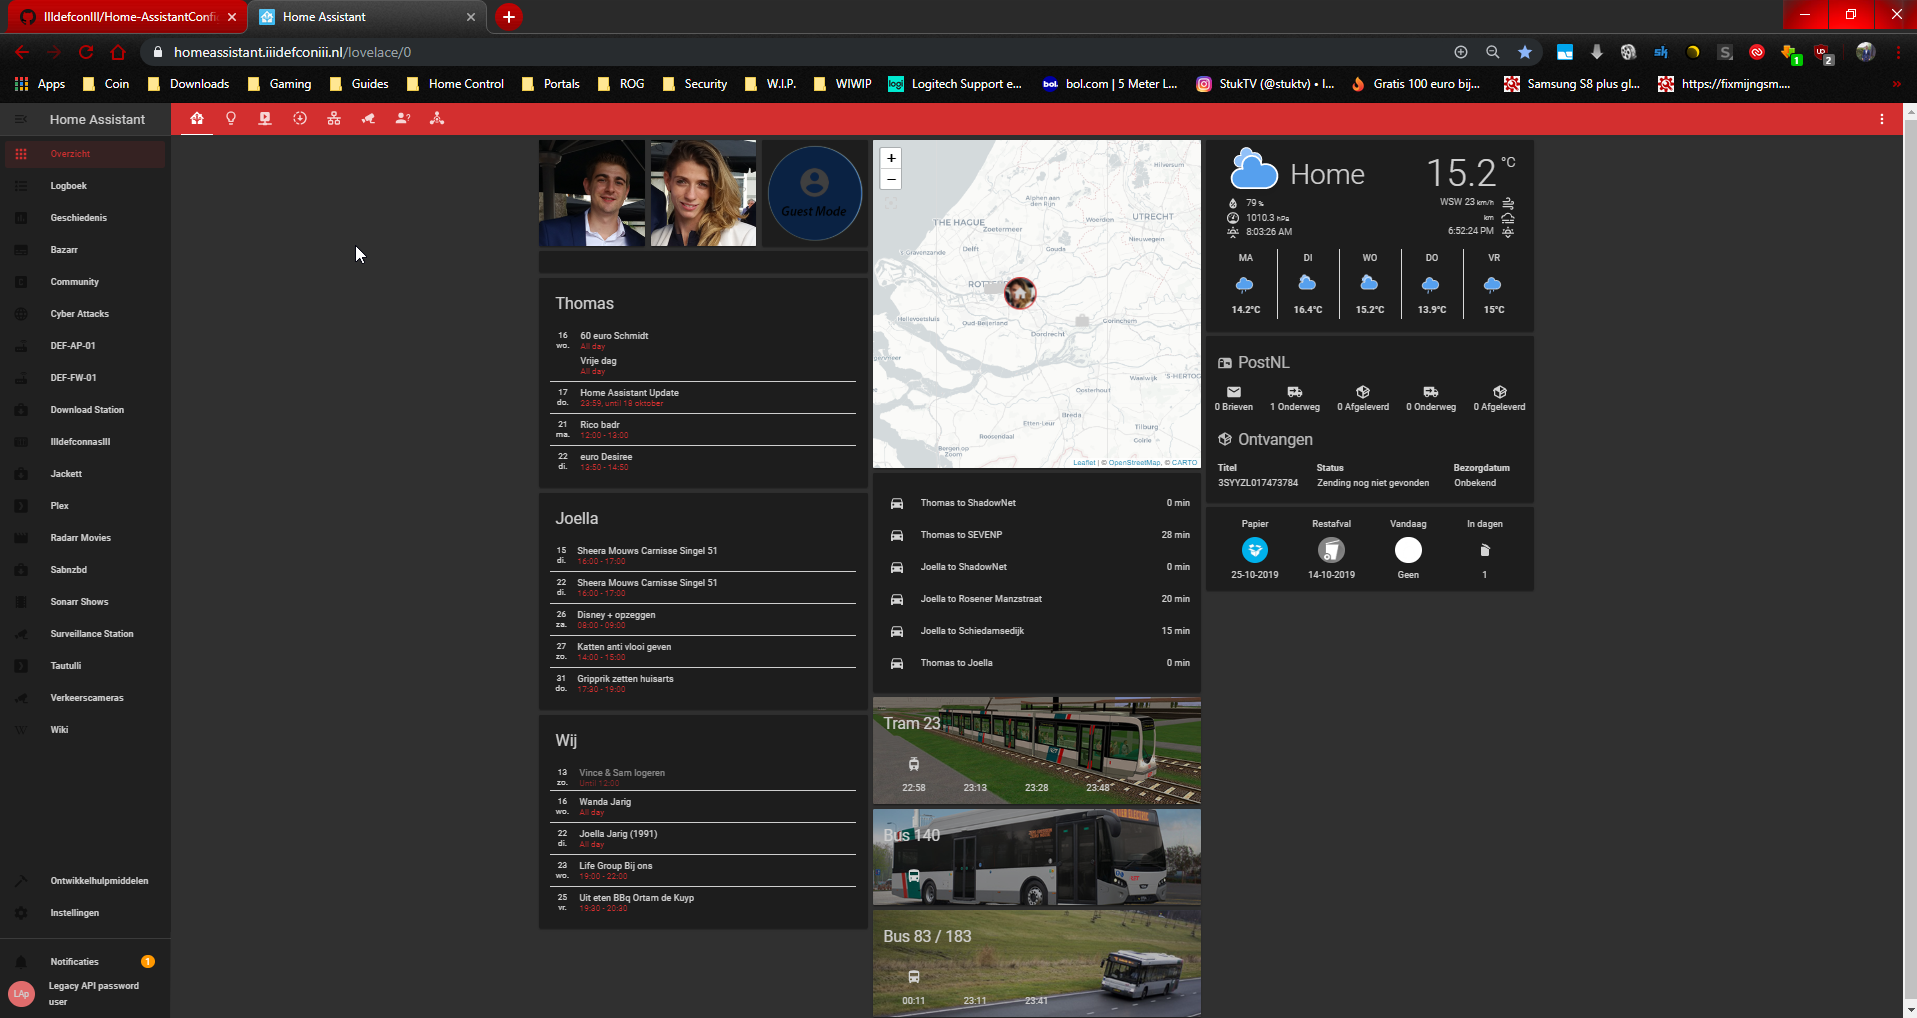 IIIdefconIII/Home-AssistantConfi
Home Assistant
homeassistant.iiidefconiii.nl/lovelace/0
1
2
Apps
Coin
Downloads
Gaming
Guides
Home Control
Portals
ROG
Security
W.I.P.
WIWIP
Logitech Support e...
bol.com | 5 Meter L...
StukTV (@stuktv) • I...
Gratis 100 euro bij...
Samsung S8 plus gl...
https://fixmijngsm....
Home Assistant
Overzicht
Logboek
Geschiedenis
Bazarr
Community
Cyber Attacks
DEF-AP-01
DEF-FW-01
Download Station
IIIdefconnasIII
Jackett
Plex
Radarr Movies
Sabnzbd
Sonarr Shows
Surveillance Station
Tautulli
Verkeerscameras
Wiki
Ontwikkelhulpmiddelen
Instellingen
Notificaties 1
LAp Legacy API password
user
Guest Mode
Thomas
16 wo. 60 euro Schmidt
All day
Vrije dag
All day
17 do. Home Assistant Update
23:59, until 18 oktober
21 ma. Rico badr
12:00 - 13:00
22 di. euro Desiree
13:50 - 14:50
Joella
15 di. Sheera Mouws Carnisse Singel 51
16:00 - 17:00
22 di. Sheera Mouws Carnisse Singel 51
16:00 - 17:00
26 za. Disney + opzeggen
08:00 - 09:00
27 zo. Katten anti vlooi geven
14:00 - 15:00
31 do. Gripprik zetten huisarts
17:30 - 19:00
Wij
13 zo. Vince & Sam logeren
Until 12:00
16 wo. Wanda Jarig
All day
22 di. Joella Jarig (1991)
All day
23 wo. Life Group Bij ons
19:00 - 22:00
25 vr. Uit eten BBq Ortam de Kuyp
19:30 - 20:30
+
−
Hilversum
Alphen aan
den Rijn
THE HAGUE
Zoetermeer
Woerden
UTRECHT
Nieuwegein
Delft
Gouda
's Gravenzande
Hellevoetsluis
Oud-Beijerland
Dordrecht
Gorinchem
Waalwijk
'S-HERTOG
Oosterhout
Breda
Etten-Leur
Roosendaal
Tilburg
Goirle
Bergen op
Zoom
Leaflet | © OpenStreetMap, © CARTO
Thomas to ShadowNet 0 min
Thomas to SEVENP 28 min
Joella to ShadowNet 0 min
Joella to Rosener Manzstraat 20 min
Joella to Schiedamsedijk 15 min
Thomas to Joella 0 min
Tram 23
22:58 23:13 23:28 23:48
Bus 140
Bus 83 / 183
00:11 23:11 23:41
Home 15.2 °C
79 %
WSW 23 km/h
1010.3 hPa
km
8:03:26 AM
6:52:24 PM
MA DI WO DO VR
14.2°C 16.4°C 15.2°C 13.9°C 15°C
PostNL
0 Brieven 1 Onderweg 0 Afgeleverd 0 Onderweg 0 Afgeleverd
Ontvangen
Titel Status Bezorgdatum
3SYYZL017473784 Zending nog niet gevonden Onbekend
Papier Restafval Vandaag In dagen
25-10-2019 14-10-2019 Geen 1